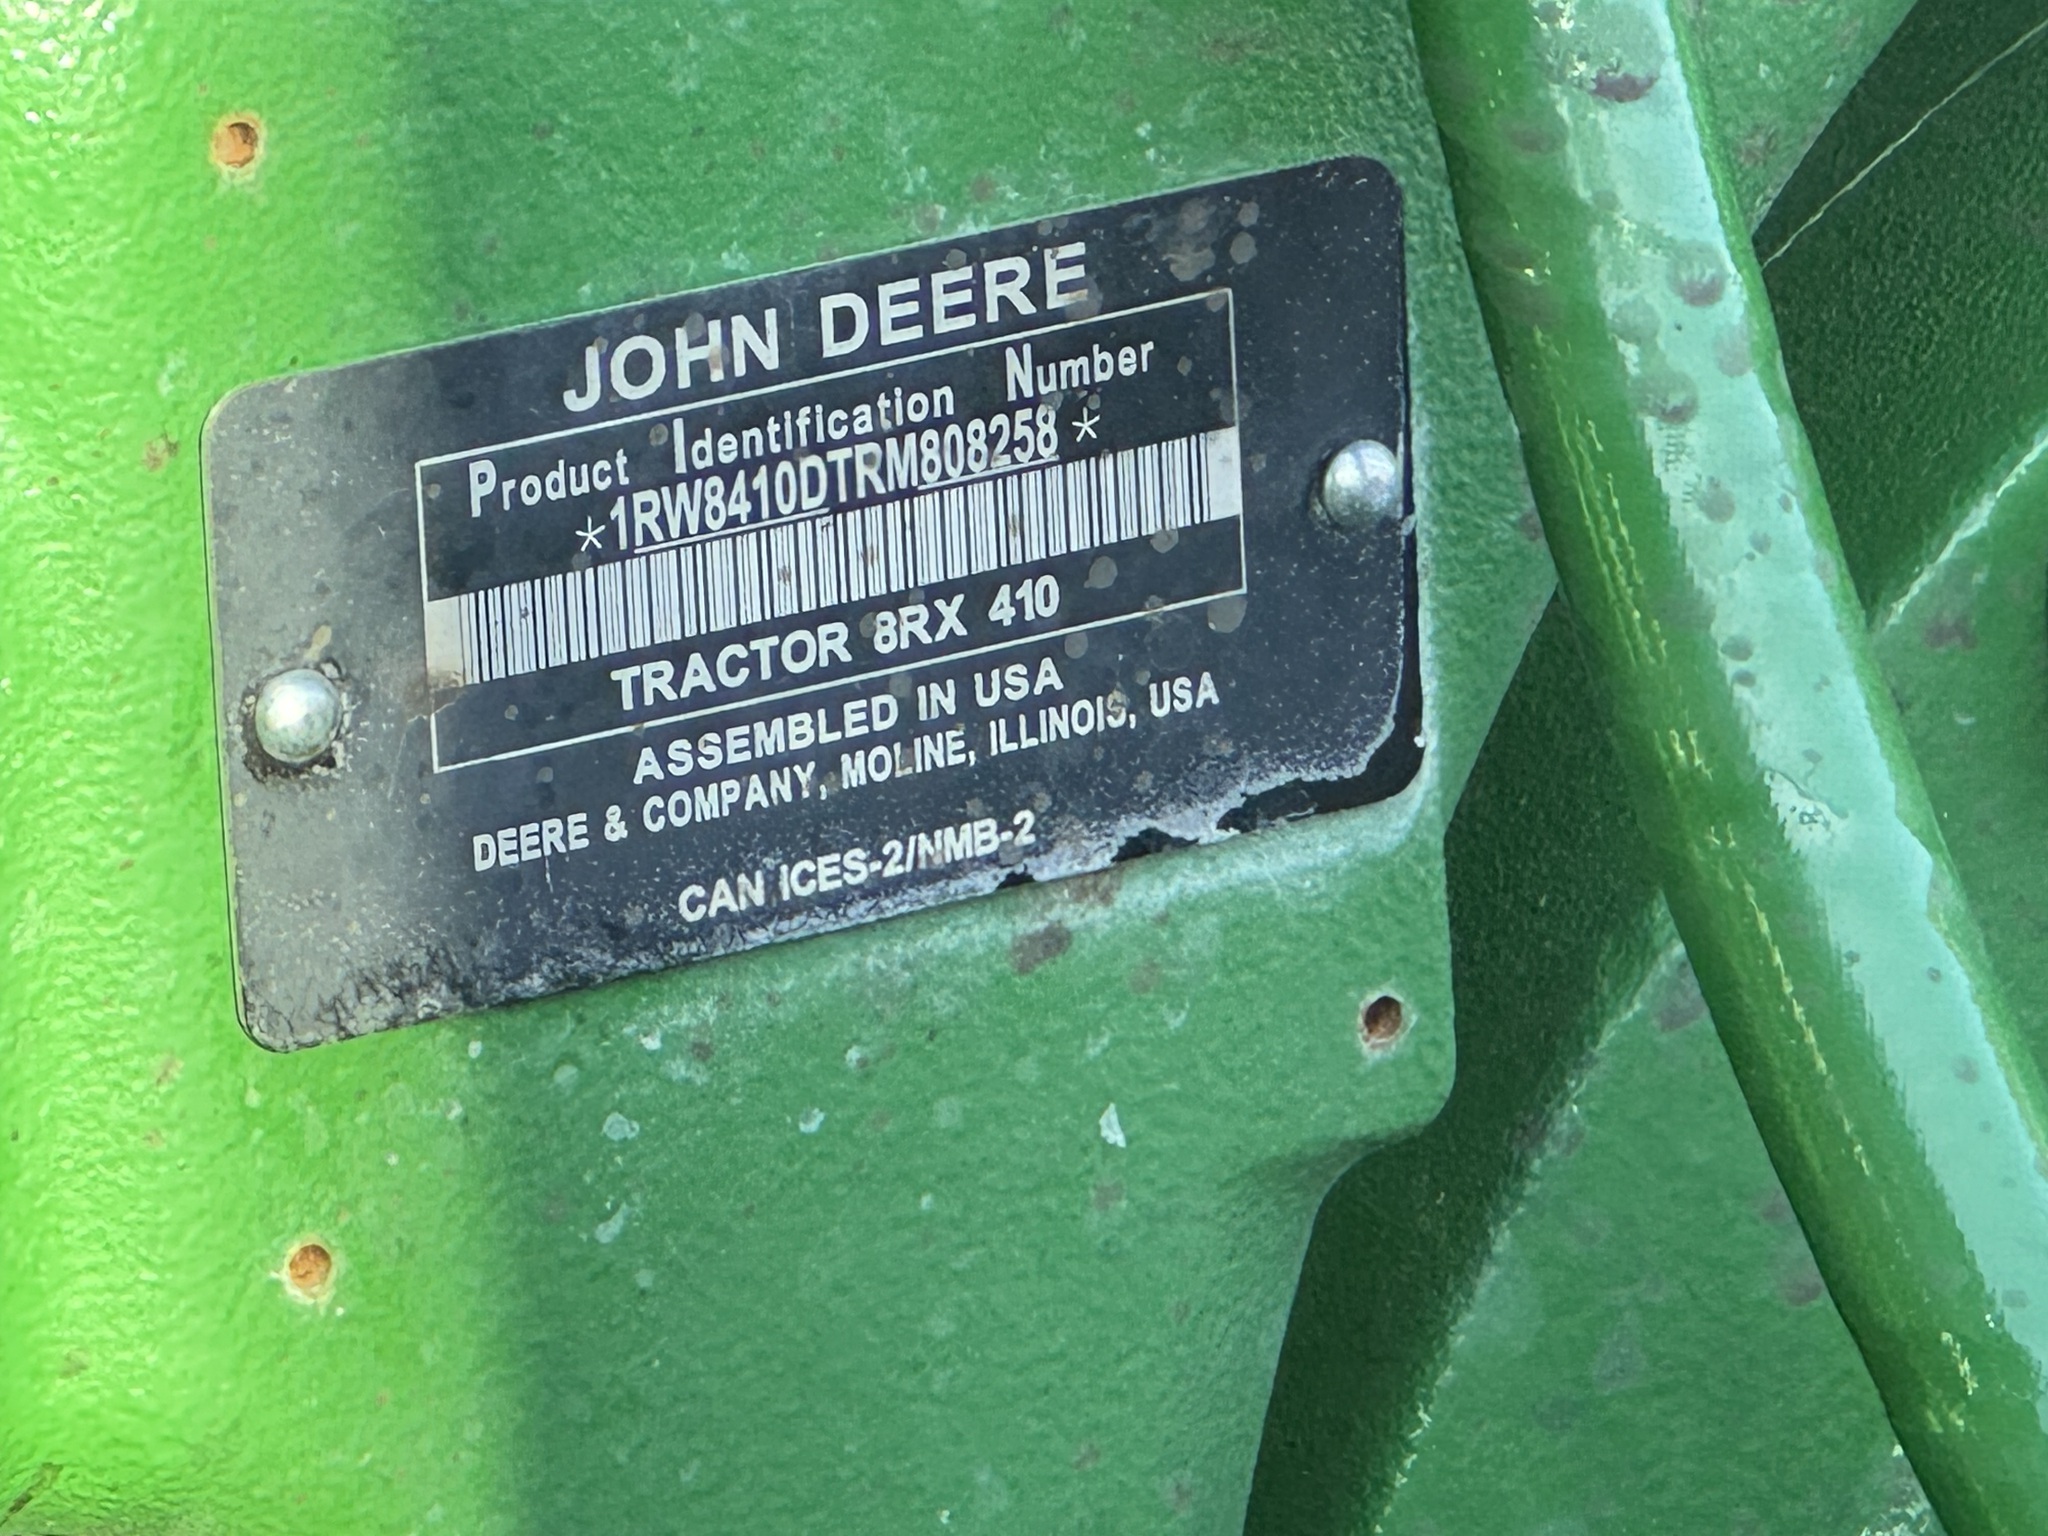 JOHN DEERE
Product Identification Number
*1RW8410DTRM808258*
TRACTOR 8RX 410
ASSEMBLED IN USA
DEERE & COMPANY, MOLINE, ILLINOIS, USA
CAN ICES-2/NMB-2